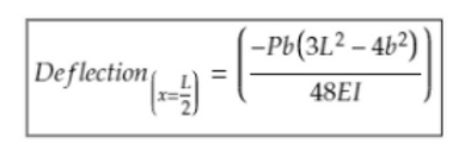 Deflection(x=L/2) = (-Pb(3L² – 4b²)/48EI)